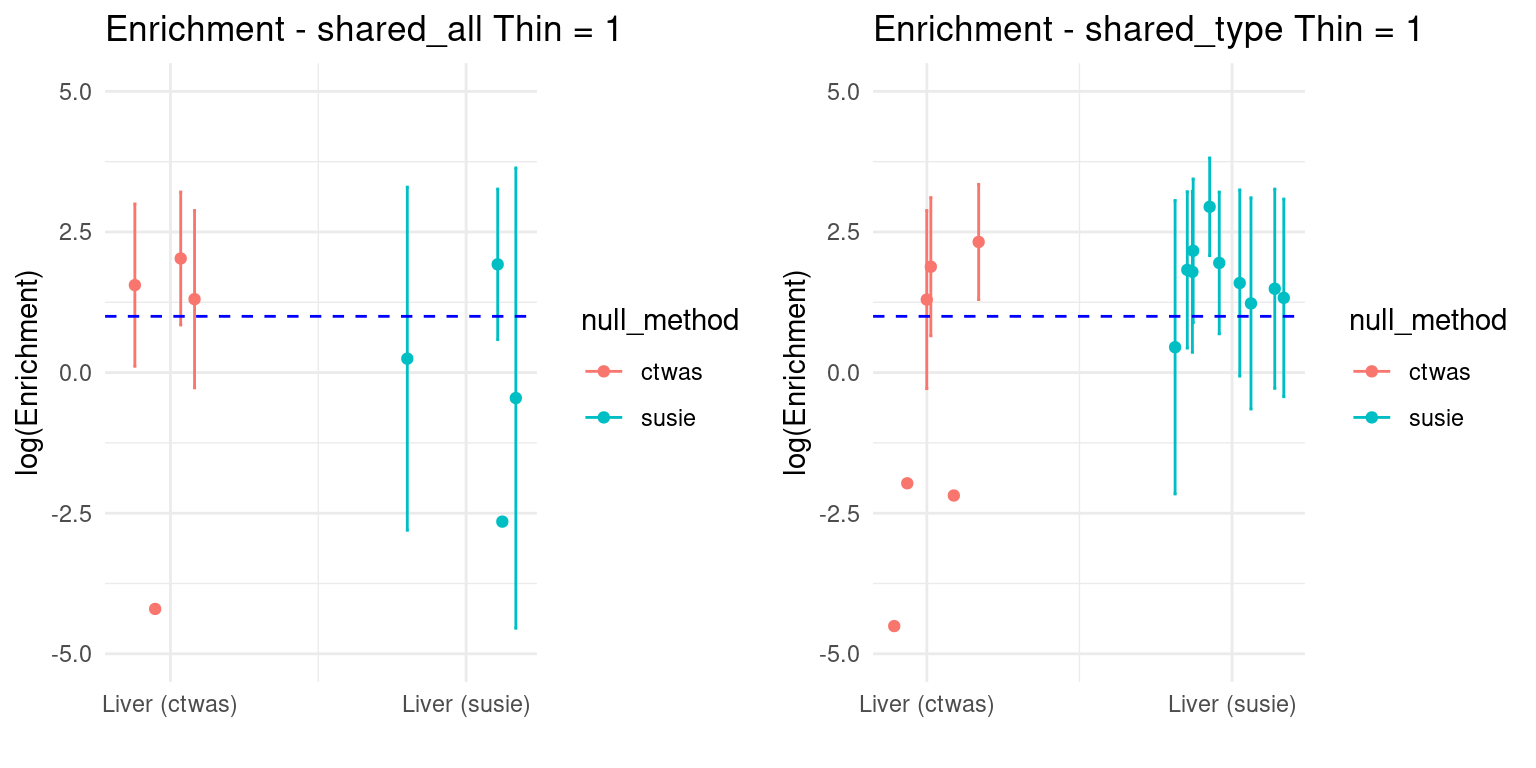 Enrichment - shared_all Thin = 1
log(Enrichment)
5.0
2.5
0.0
-2.5
-5.0
Liver (ctwas)
Liver (susie)
null_method
ctwas
susie
Enrichment - shared_type Thin = 1
log(Enrichment)
5.0
2.5
0.0
-2.5
-5.0
Liver (ctwas)
Liver (susie)
null_method
ctwas
susie